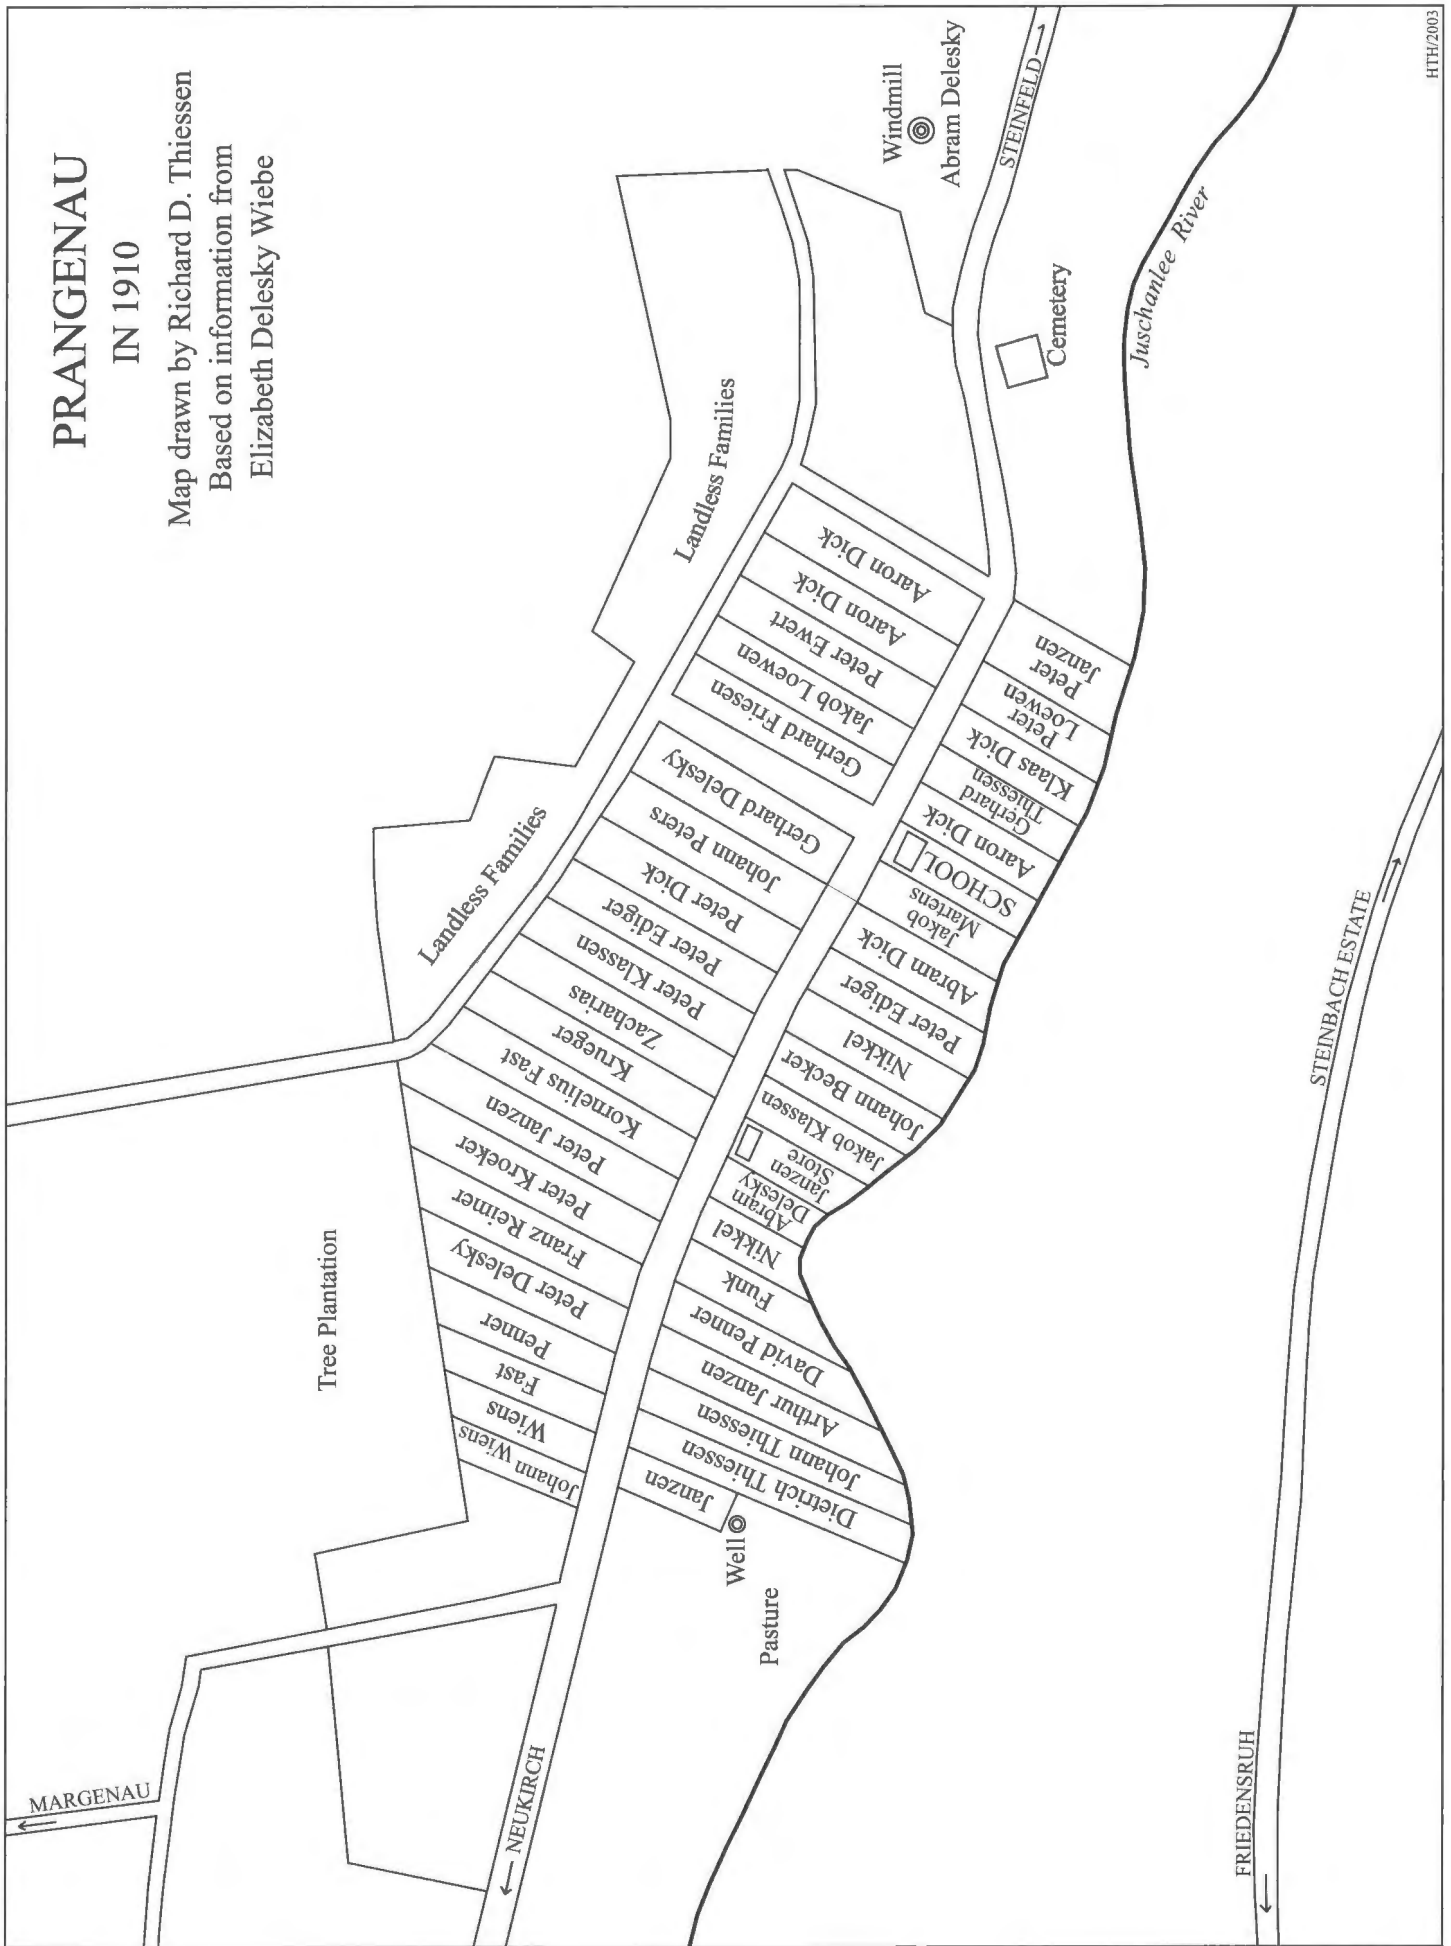 PRANGENAU
IN 1910
Map drawn by Richard D. Thiessen
Based on information from
Elizabeth Delesky Wiebe
MARGENAU
NEUKIRCH
Tree Plantation
Landless Families
Landless Families
Windmill
Abram Delesky
STEINFELD
Cemetery
Juschanlee River
Johann Wiens
Wiens
Fast
Penner
Peter Delesky
Franz Reimer
Peter Kroeker
Peter Janzen
Kornelius Fast
Krueger
Zacharias
Peter Klassen
Peter Ediger
Peter Dick
Johann Peters
Gerhard Delesky
Gerhard Friesen
Jakob Loewen
Peter Ewert
Aaron Dick
Aaron Dick
Janzen
Dietrich Thiessen
Johann Thiessen
Arthur Janzen
David Penner
Funk
Nikkel
Abram
Delesky
Janzen
Store
Jakob Klassen
Johann Becker
Nikkel
Peter Ediger
Abram Dick
Jakob
Martens
SCHOOL
Aaron Dick
Gerhard
Thiessen
Klaas Dick
Peter
Loewen
Peter
Janzen
Well
Pasture
FRIEDENSRUH
STEINBACH ESTATE
HTH/2003